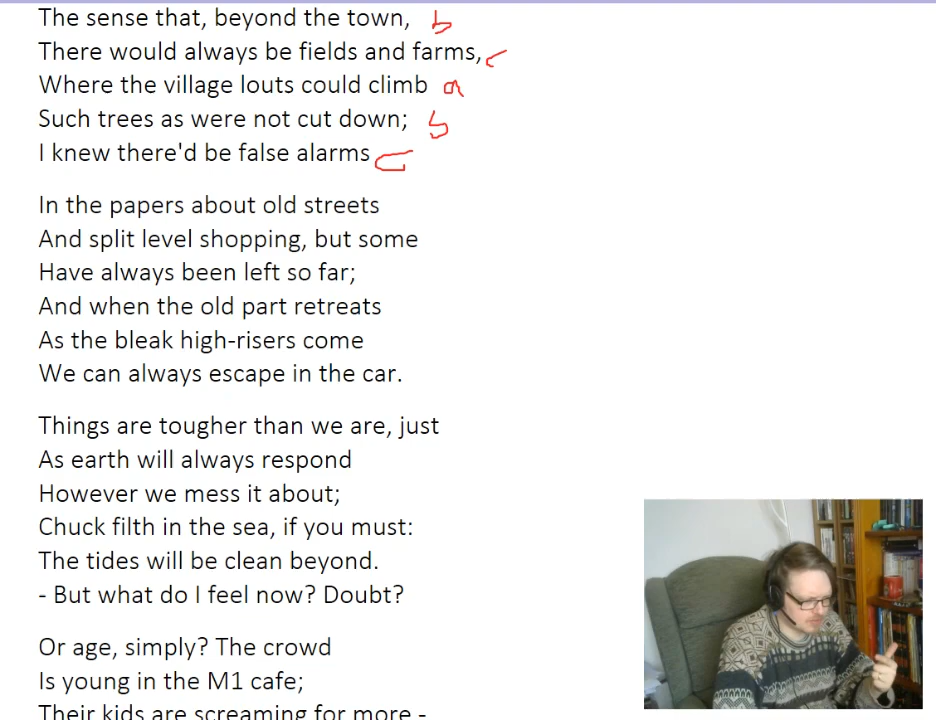 The sense that, beyond the town, b
There would always be fields and farms, c
Where the village louts could climb a
Such trees as were not cut down; b
I knew there'd be false alarms c
In the papers about old streets
And split level shopping, but some
Have always been left so far;
And when the old part retreats
As the bleak high-risers come
We can always escape in the car.
Things are tougher than we are, just
As earth will always respond
However we mess it about;
Chuck filth in the sea, if you must:
The tides will be clean beyond.
- But what do I feel now? Doubt?
Or age, simply? The crowd
Is young in the M1 cafe;
Their kids are screaming for more -